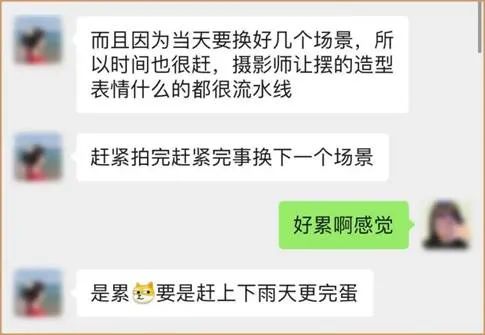 而且因为当天要换好几个场景，所
以时间也很赶，摄影师让摆的造型
表情什么的都很流水线
赶紧拍完赶紧完事换下一个场景
好累啊感觉
是累要是赶上下雨天更完蛋